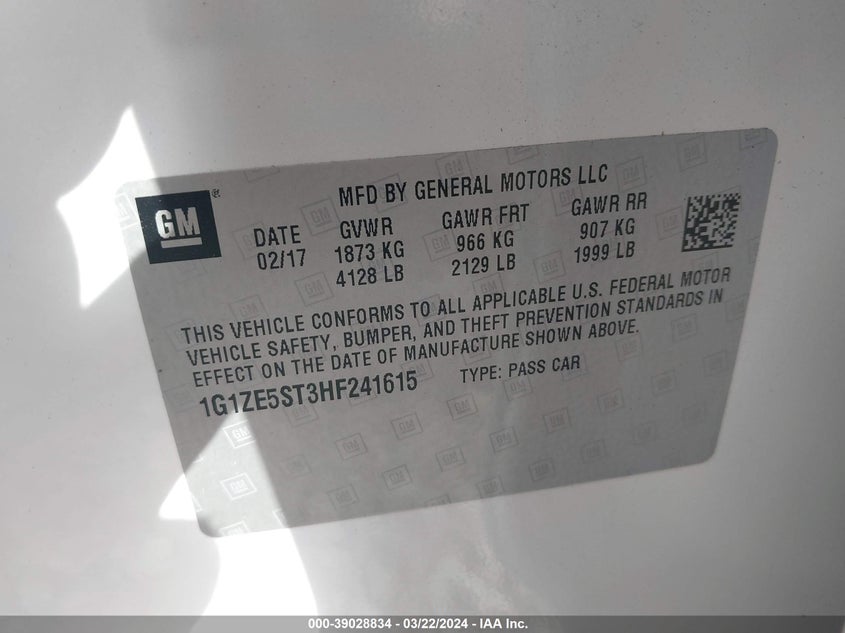 GM®
MFD BY GENERAL MOTORS LLC
DATE GVWR GAWR FRT GAWR RR
02/17 1873 KG 966 KG 907 KG
4128 LB 2129 LB 1999 LB
THIS VEHICLE CONFORMS TO ALL APPLICABLE U.S. FEDERAL MOTOR
VEHICLE SAFETY, BUMPER, AND THEFT PREVENTION STANDARDS IN
EFFECT ON THE DATE OF MANUFACTURE SHOWN ABOVE.
1G1ZE5ST3HF241615 TYPE: PASS CAR
000-39028834 - 03/22/2024 - IAA Inc.